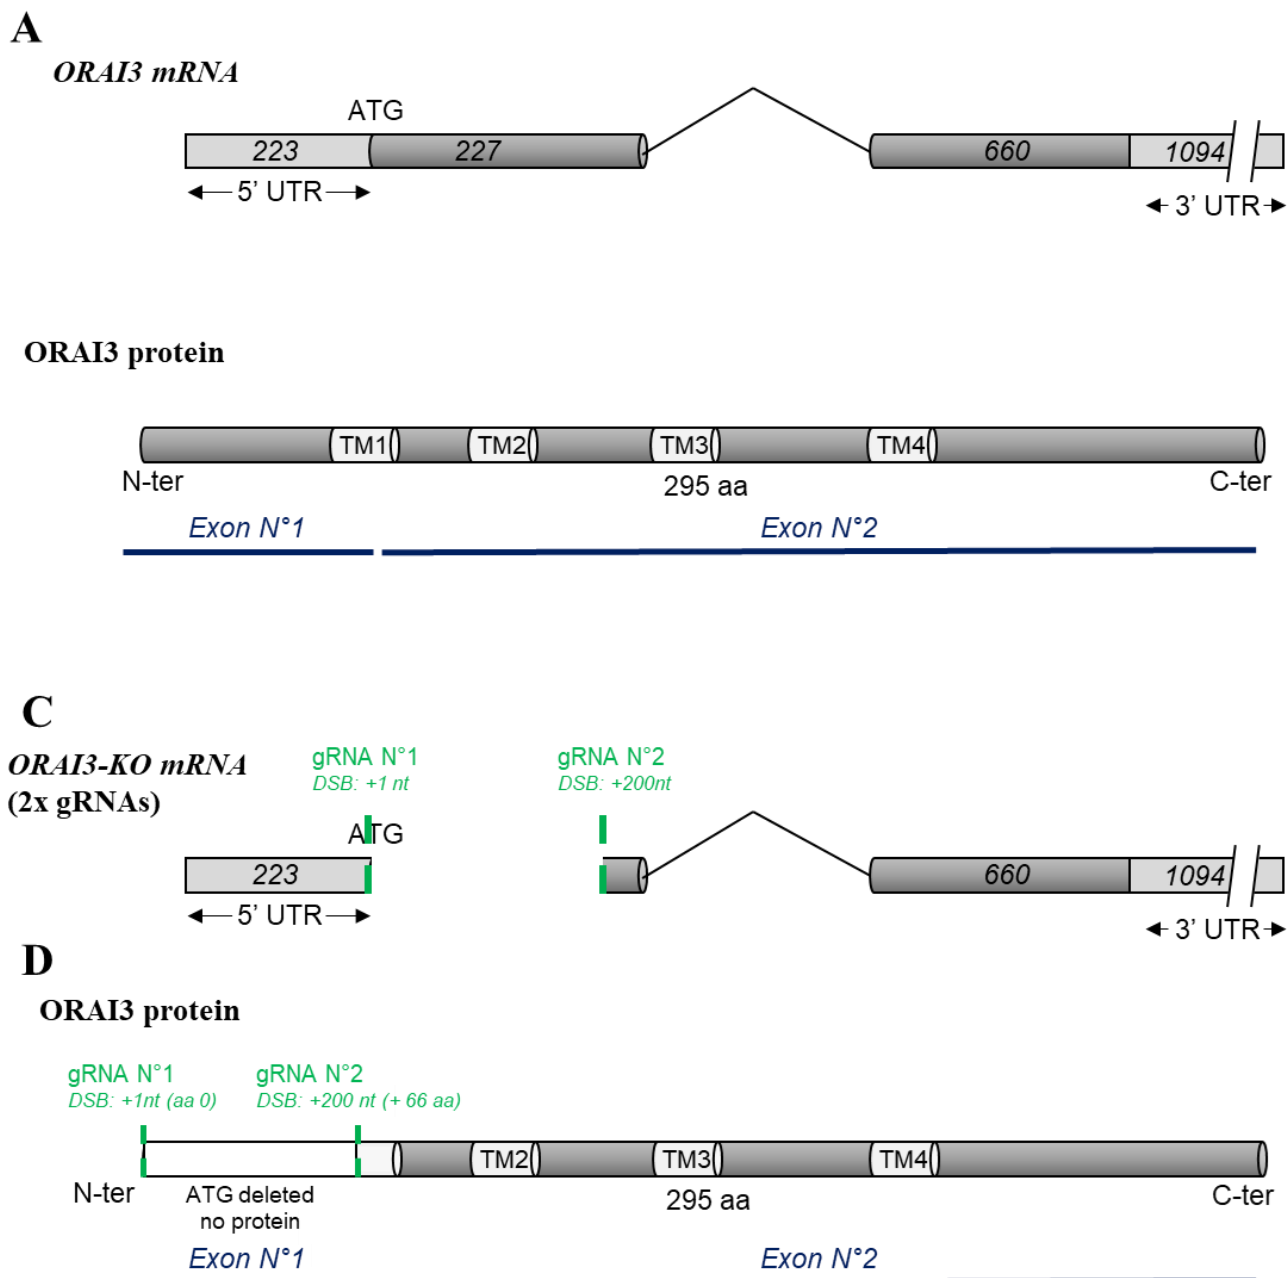 A
ORAI3 mRNA
ATG
223 227 660 1094
5’ UTR
3’ UTR
ORAI3 protein
TM1 TM2 TM3 TM4
N-ter 295 aa C-ter
Exon N°1 Exon N°2
C
ORAI3-KO mRNA
(2x gRNAs)
gRNA N°1 gRNA N°2
DSB: +1 nt DSB: +200nt
ATG
223 660 1094
5’ UTR
3’ UTR
D
ORAI3 protein
gRNA N°1 gRNA N°2
DSB: +1nt (aa 0) DSB: +200 nt (+ 66 aa)
TM2 TM3 TM4
N-ter ATG deleted 295 aa C-ter
no protein
Exon N°1 Exon N°2